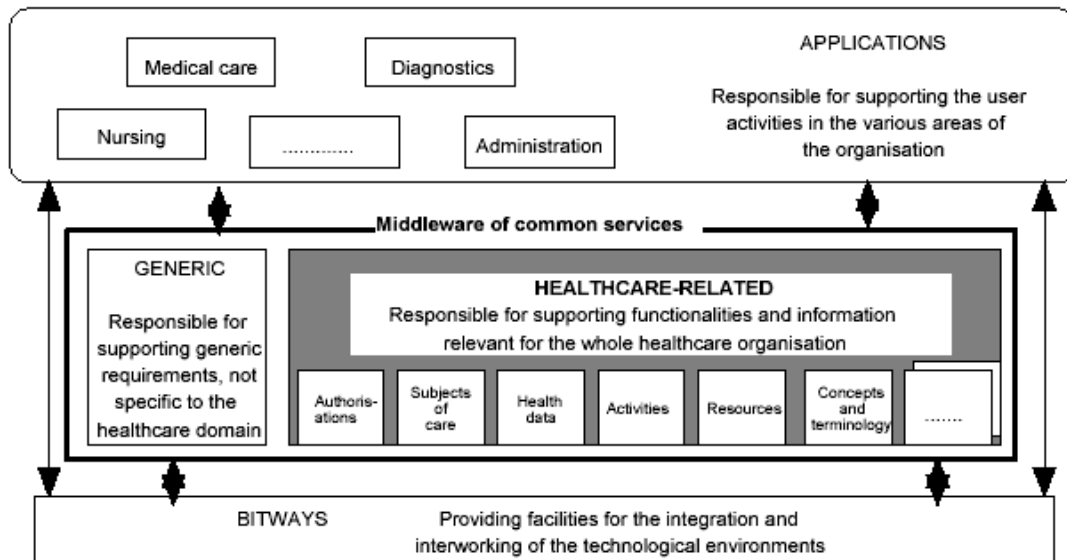 APPLICATIONS
Responsible for supporting the user
activities in the various areas of
the organisation
Medical care
Diagnostics
Nursing
.............
Administration
Middleware of common services
GENERIC
Responsible for
supporting generic
requirements, not
specific to the
healthcare domain
HEALTHCARE-RELATED
Responsible for supporting functionalities and information
relevant for the whole healthcare organisation
Authoris-
ations
Subjects
of
care
Health
data
Activities
Resources
Concepts
and
terminology
.......
BITWAYS
Providing facilities for the integration and
interworking of the technological environments